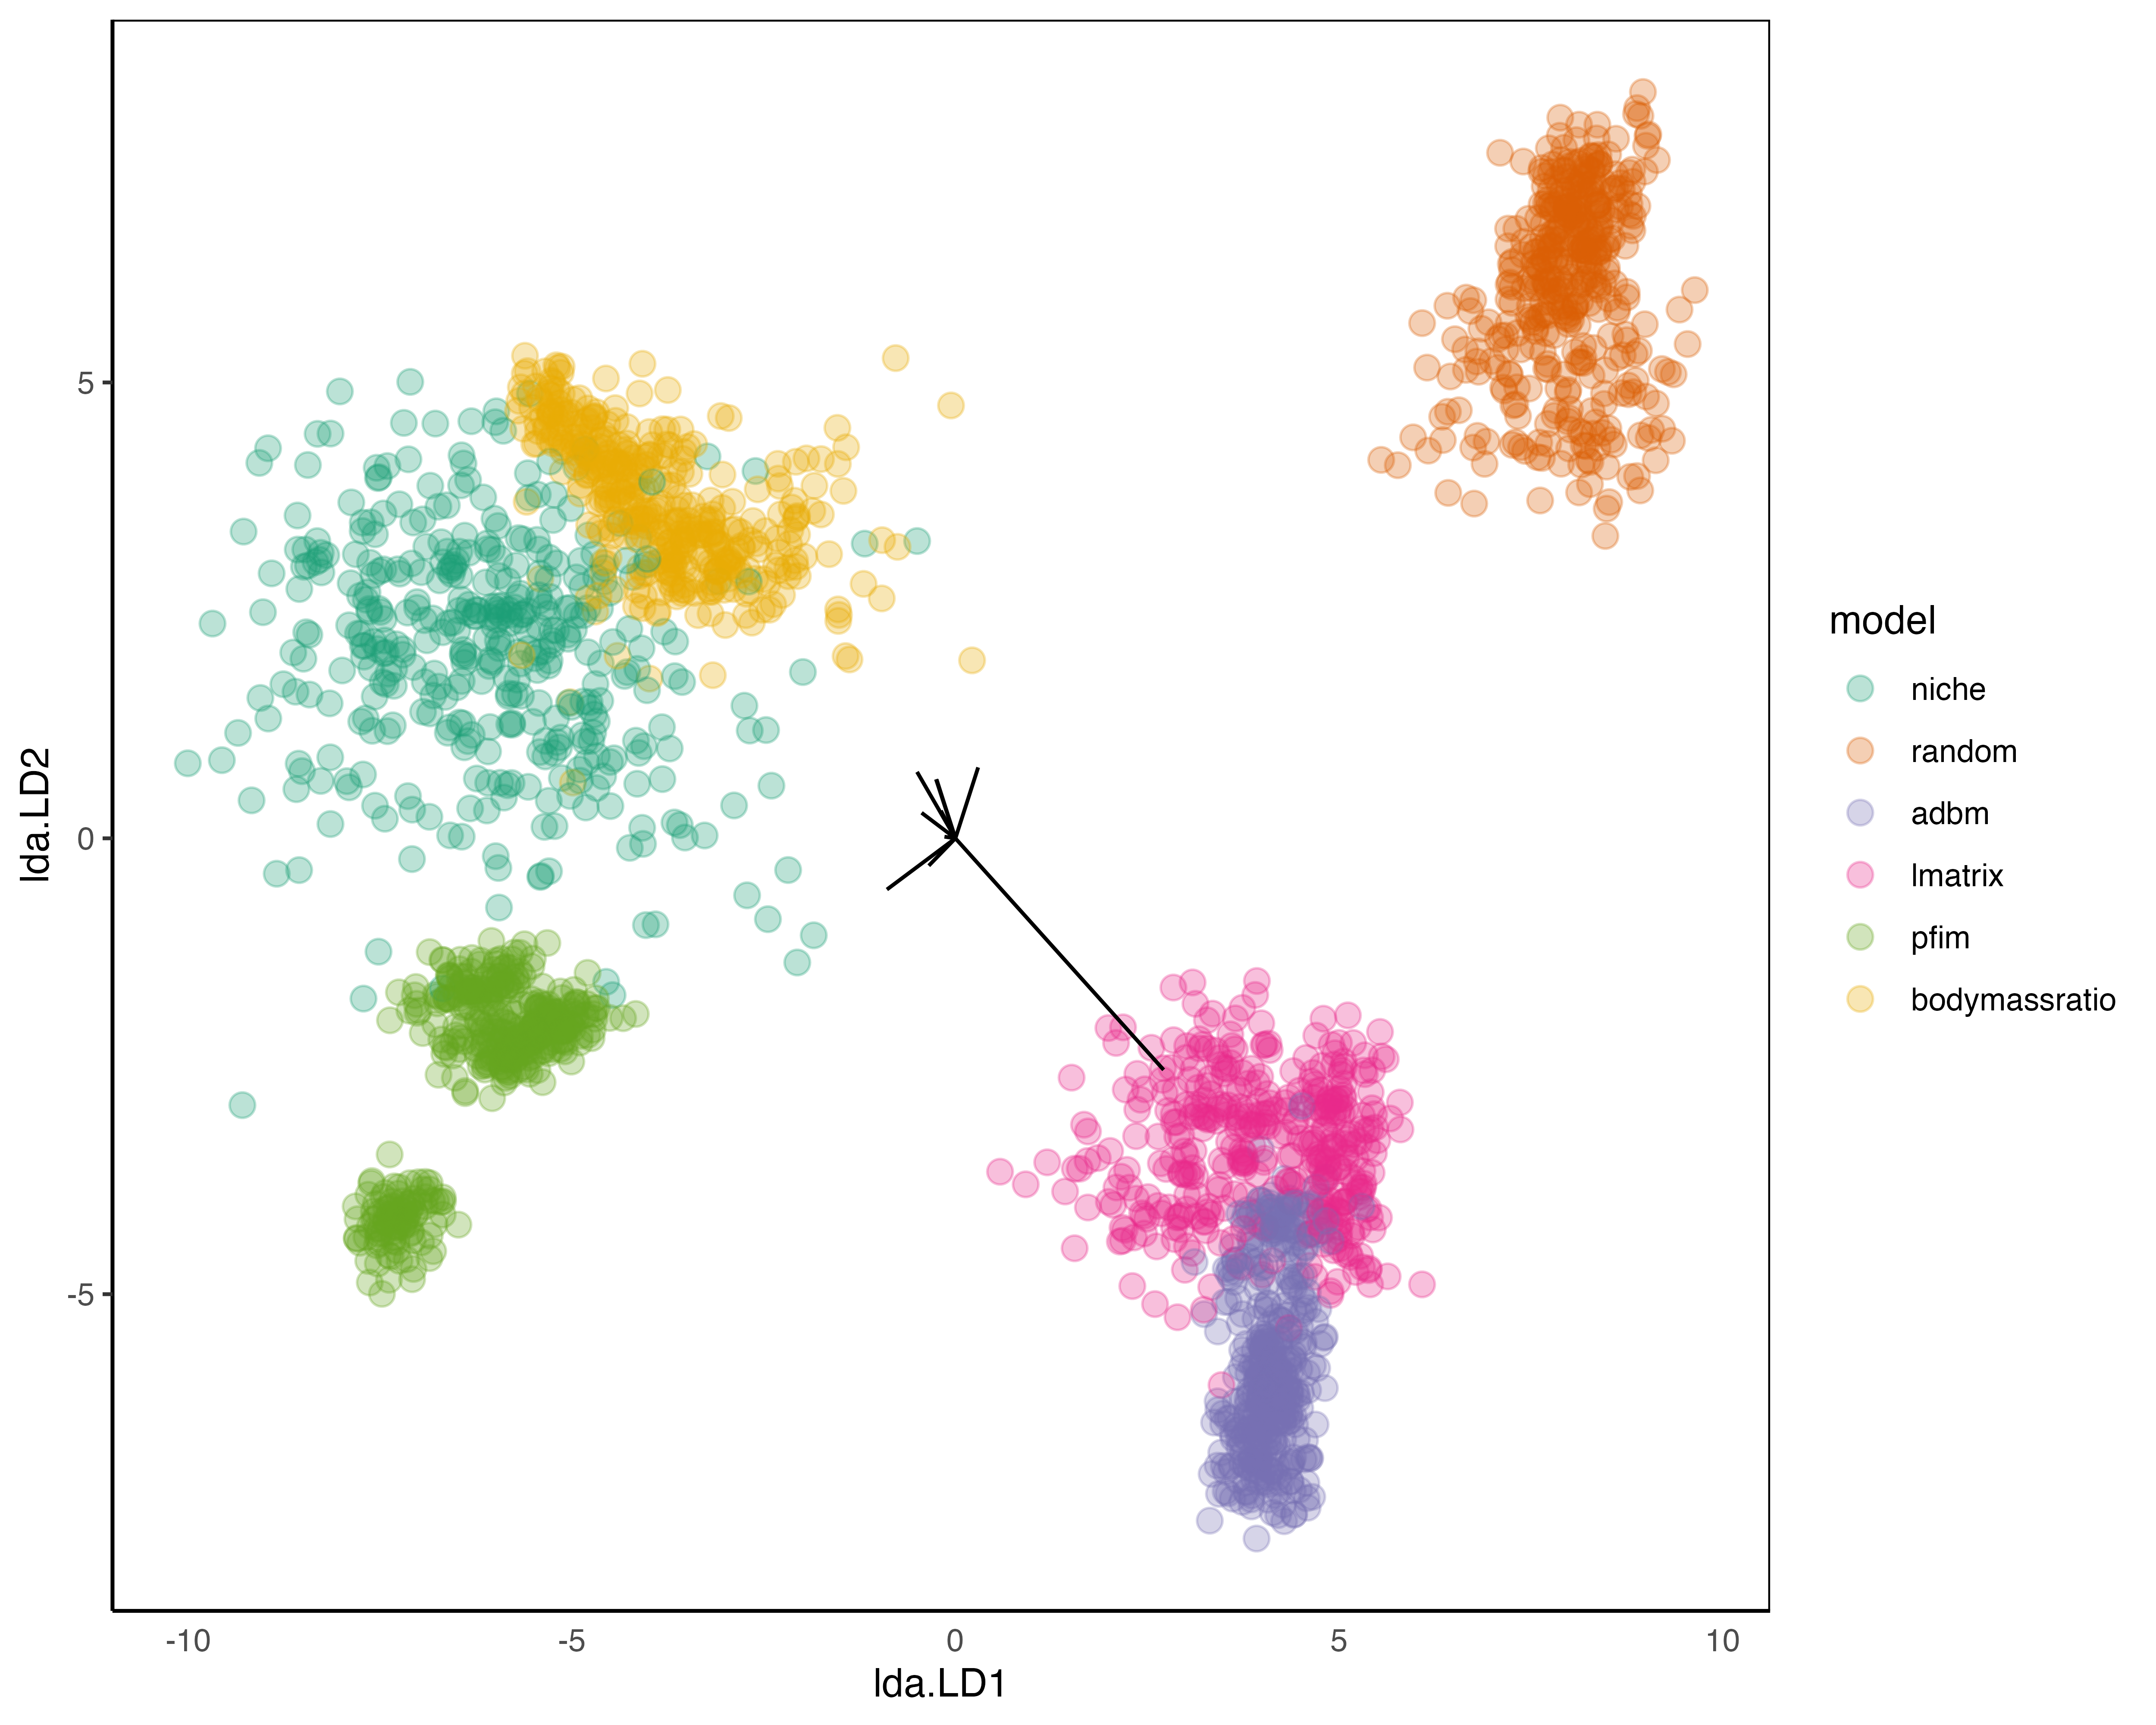 5
0
-5
-10
-5
0
5
10
lda.LD1
lda.LD2
model
niche
random
adbm
lmatrix
pfim
bodymassratio